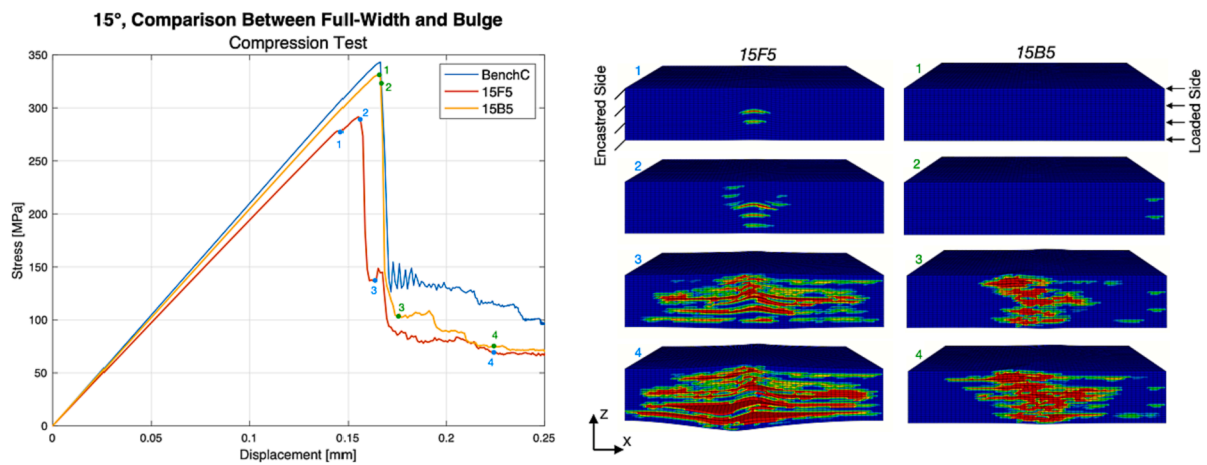 15°, Comparison Between Full-Width and Bulge
Compression Test
350
300
250
200
150
100
50
0
Stress [MPa]
0
0.05
0.1
0.15
0.2
0.25
Displacement [mm]
BenchC
15F5
15B5
1
2
1
2
3
3
4
4
15F5
15B5
1
1
2
2
3
3
4
4
Encastred Side
Loaded Side
Z
X